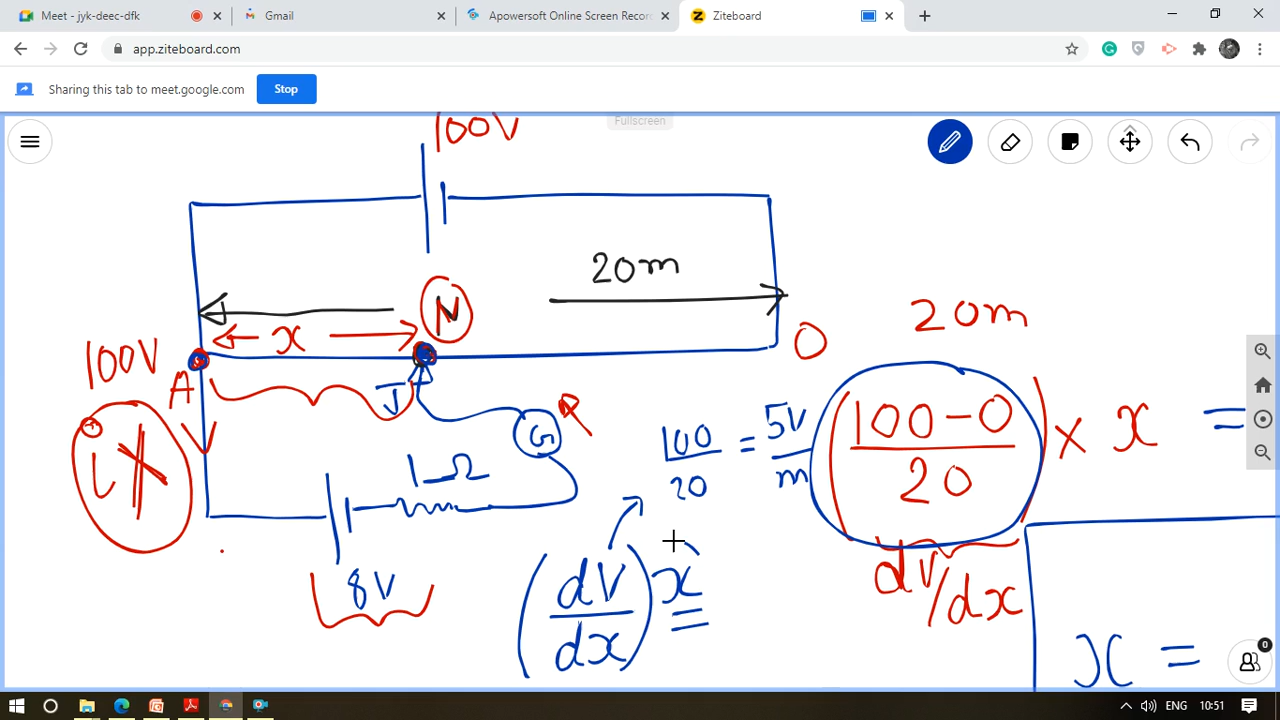 Meet - jyk-deec-dfk
Gmail
Apowersoft Online Screen Recor
Ziteboard
app.ziteboard.com
Sharing this tab to meet.google.com
Stop
Fullscreen
100V
20m
N
x
20m
100V
A
J
0
G
1Ω
100/20 = 5V/m
(100-0/20) × x =
dV/dx
8V
(dV/dx) x
x =
0
ENG
10:51